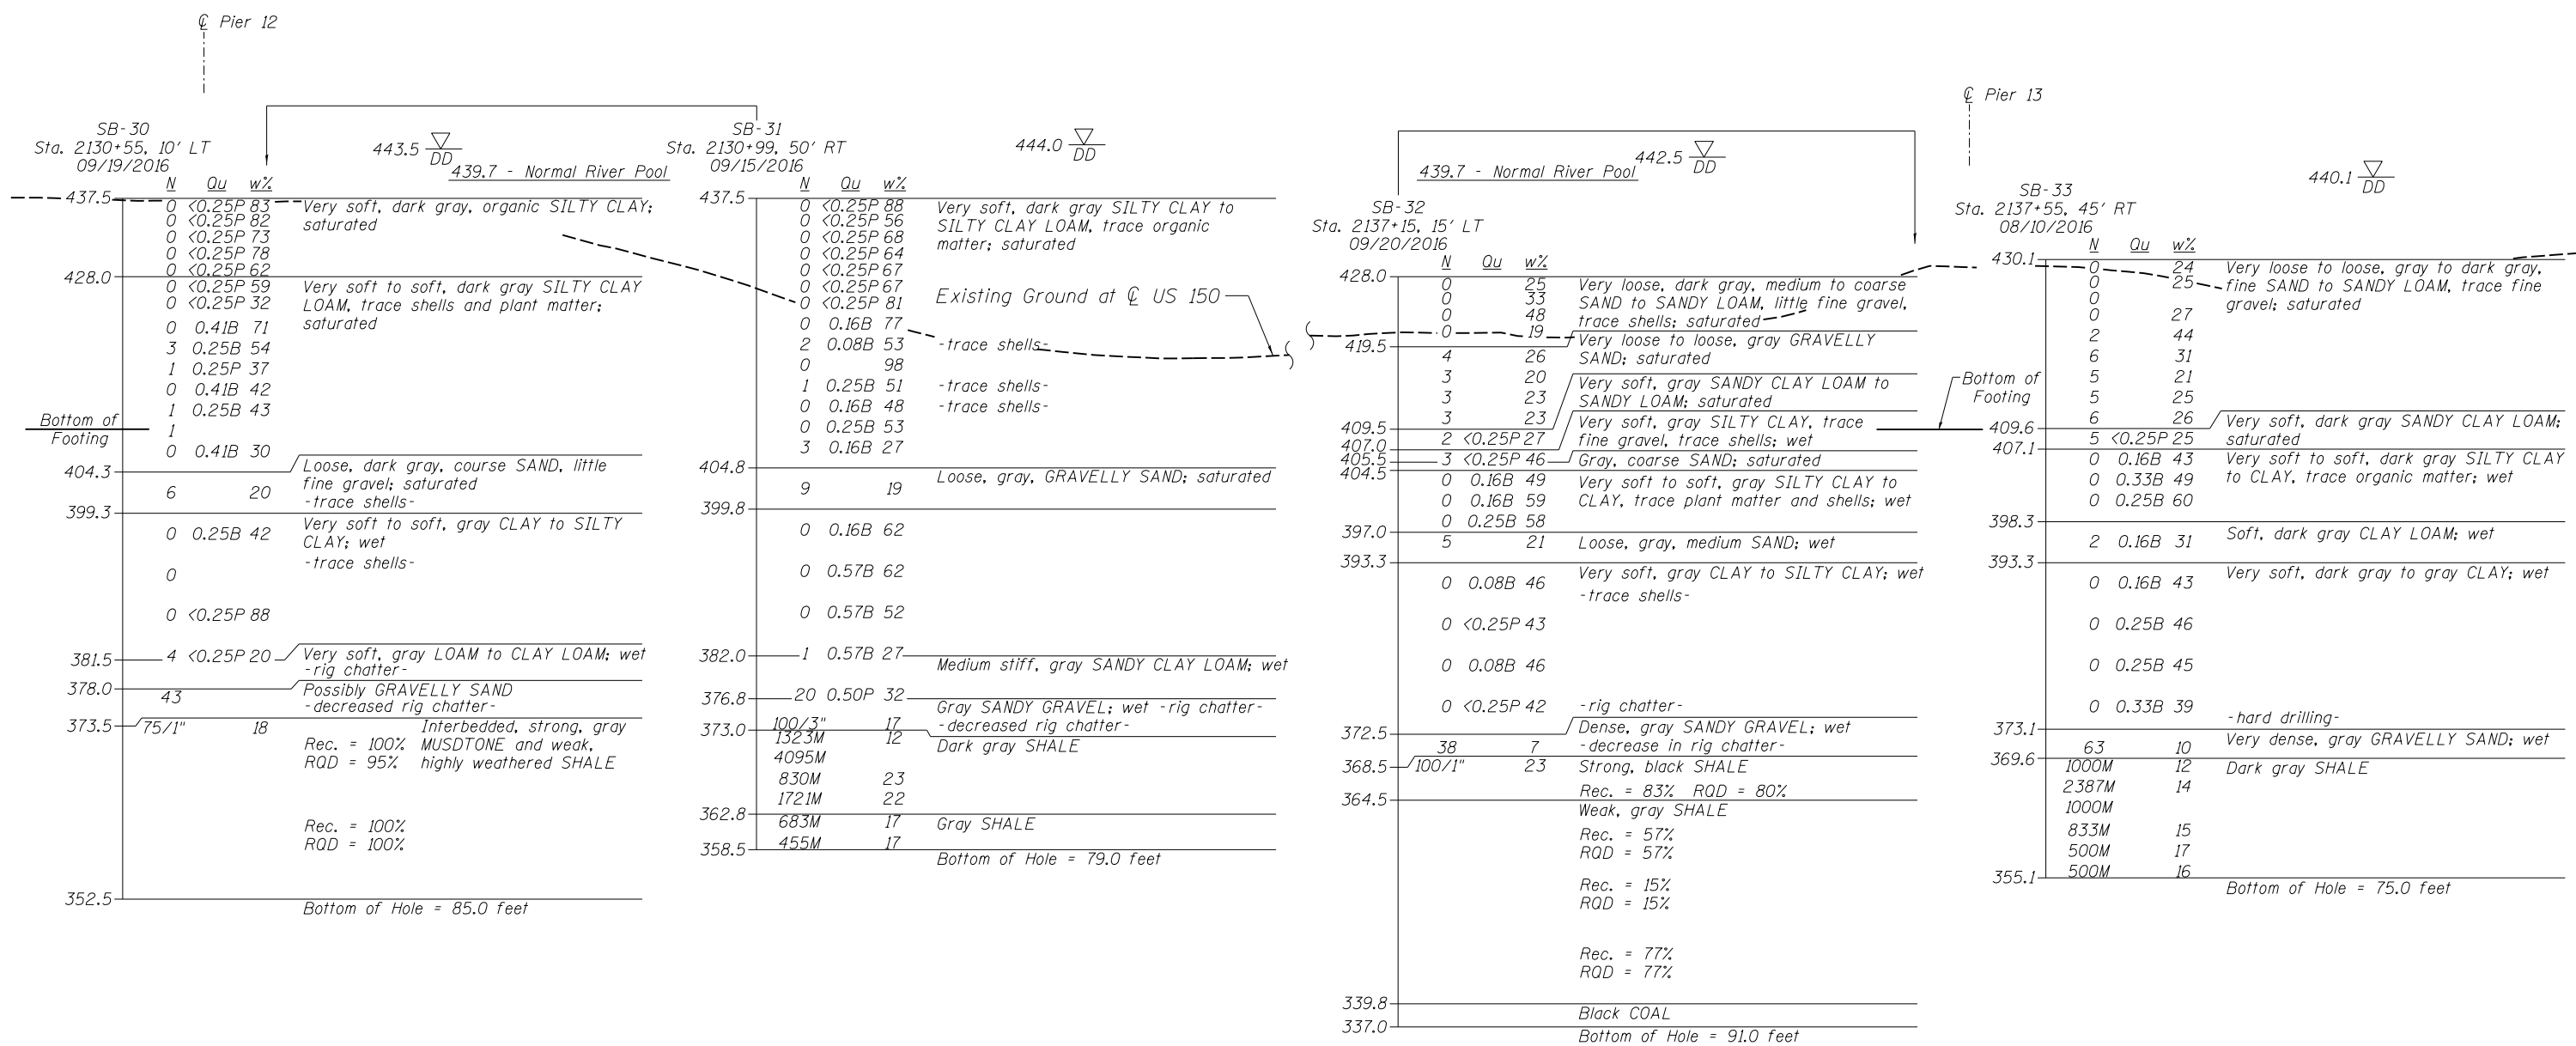 ℄ Pier 12
SB-30
Sta. 2130+55, 10' LT
09/19/2016
443.5 DD
439.7 - Normal River Pool
N Qu w%
437.5
0 <0.25P 83 Very soft, dark gray, organic SILTY CLAY;
0 <0.25P 82 saturated
0 <0.25P 73
0 <0.25P 78
0 <0.25P 62
428.0
0 <0.25P 59 Very soft to soft, dark gray SILTY CLAY
0 <0.25P 32 LOAM, trace shells and plant matter;
saturated
0 0.41B 71
3 0.25B 54
1 0.25P 37
0 0.41B 42
1 0.25B 43
Bottom of
Footing
1
0 0.41B 30
404.3
Loose, dark gray, course SAND, little
fine gravel; saturated
6 20 -trace shells-
399.3
Very soft to soft, gray CLAY to SILTY
0 0.25B 42 CLAY; wet
-trace shells-
0
0 <0.25P 88
381.5 4 <0.25P 20 Very soft, gray LOAM to CLAY LOAM; wet
-rig chatter-
378.0
43 Possibly GRAVELLY SAND
-decreased rig chatter-
373.5 75/1" 18 Interbedded, strong, gray
Rec. = 100% MUSDTONE and weak,
RQD = 95% highly weathered SHALE
Rec. = 100%
RQD = 100%
352.5
Bottom of Hole = 85.0 feet
SB-31
Sta. 2130+99, 50' RT
09/15/2016
444.0 DD
N Qu w%
437.5
0 <0.25P 88 Very soft, dark gray SILTY CLAY to
0 <0.25P 56 SILTY CLAY LOAM, trace organic
0 <0.25P 68 matter; saturated
0 <0.25P 64
0 <0.25P 67
0 <0.25P 67
0 <0.25P 81
Existing Ground at ℄ US 150
0 0.16B 77
2 0.08B 53 -trace shells-
0 98
1 0.25B 51 -trace shells-
0 0.16B 48 -trace shells-
0 0.25B 53
3 0.16B 27
404.8
Loose, gray, GRAVELLY SAND; saturated
9 19
399.8
0 0.16B 62
0 0.57B 62
0 0.57B 52
382.0 1 0.57B 27
Medium stiff, gray SANDY CLAY LOAM; wet
376.8 20 0.50P 32
Gray SANDY GRAVEL; wet -rig chatter-
100/3" 17 -decreased rig chatter-
373.0
1323M 12 Dark gray SHALE
4095M
830M 23
1721M 22
362.8
683M 17 Gray SHALE
455M 17
358.5
Bottom of Hole = 79.0 feet
439.7 - Normal River Pool
442.5 DD
SB-32
Sta. 2137+15, 15' LT
09/20/2016
N Qu w%
428.0
0 25 Very loose, dark gray, medium to coarse
0 33 SAND to SANDY LOAM, little fine gravel,
0 48 trace shells; saturated
0 19
419.5
Very loose to loose, gray GRAVELLY
4 26 SAND; saturated
3 20 Very soft, gray SANDY CLAY LOAM to
3 23 SANDY LOAM; saturated
3 23 Very soft, gray SILTY CLAY, trace
409.5
2 <0.25P 27 fine gravel, trace shells; wet
407.0
405.5 3 <0.25P 46 Gray, coarse SAND; saturated
404.5
0 0.16B 49 Very soft to soft, gray SILTY CLAY to
0 0.16B 59 CLAY, trace plant matter and shells; wet
0 0.25B 58
397.0
5 21 Loose, gray, medium SAND; wet
393.3
Very soft, gray CLAY to SILTY CLAY; wet
0 0.08B 46 -trace shells-
0 <0.25P 43
0 0.08B 46
0 <0.25P 42 -rig chatter-
372.5
Dense, gray SANDY GRAVEL; wet
38 7 -decrease in rig chatter-
368.5 100/1" 23 Strong, black SHALE
Rec. = 83% RQD = 80%
364.5
Weak, gray SHALE
Rec. = 57%
RQD = 57%
Rec. = 15%
RQD = 15%
Rec. = 77%
RQD = 77%
339.8
Black COAL
337.0
Bottom of Hole = 91.0 feet
℄ Pier 13
SB-33
Sta. 2137+55, 45' RT
08/10/2016
440.1 DD
N Qu w%
430.1
0 24 Very loose to loose, gray to dark gray,
0 25 fine SAND to SANDY LOAM, trace fine
0 gravel; saturated
0 27
2 44
6 31
5 21
Bottom of
Footing
5 25
6 26 Very soft, dark gray SANDY CLAY LOAM;
409.6
5 <0.25P 25 saturated
407.1
0 0.16B 43 Very soft to soft, dark gray SILTY CLAY
0 0.33B 49 to CLAY, trace organic matter; wet
0 0.25B 60
398.3
2 0.16B 31 Soft, dark gray CLAY LOAM; wet
393.3
0 0.16B 43 Very soft, dark gray to gray CLAY; wet
0 0.25B 46
0 0.25B 45
0 0.33B 39
-hard drilling-
373.1
63 10 Very dense, gray GRAVELLY SAND; wet
369.6
1000M 12 Dark gray SHALE
2387M 14
1000M
833M 15
500M 17
500M 16
355.1
Bottom of Hole = 75.0 feet